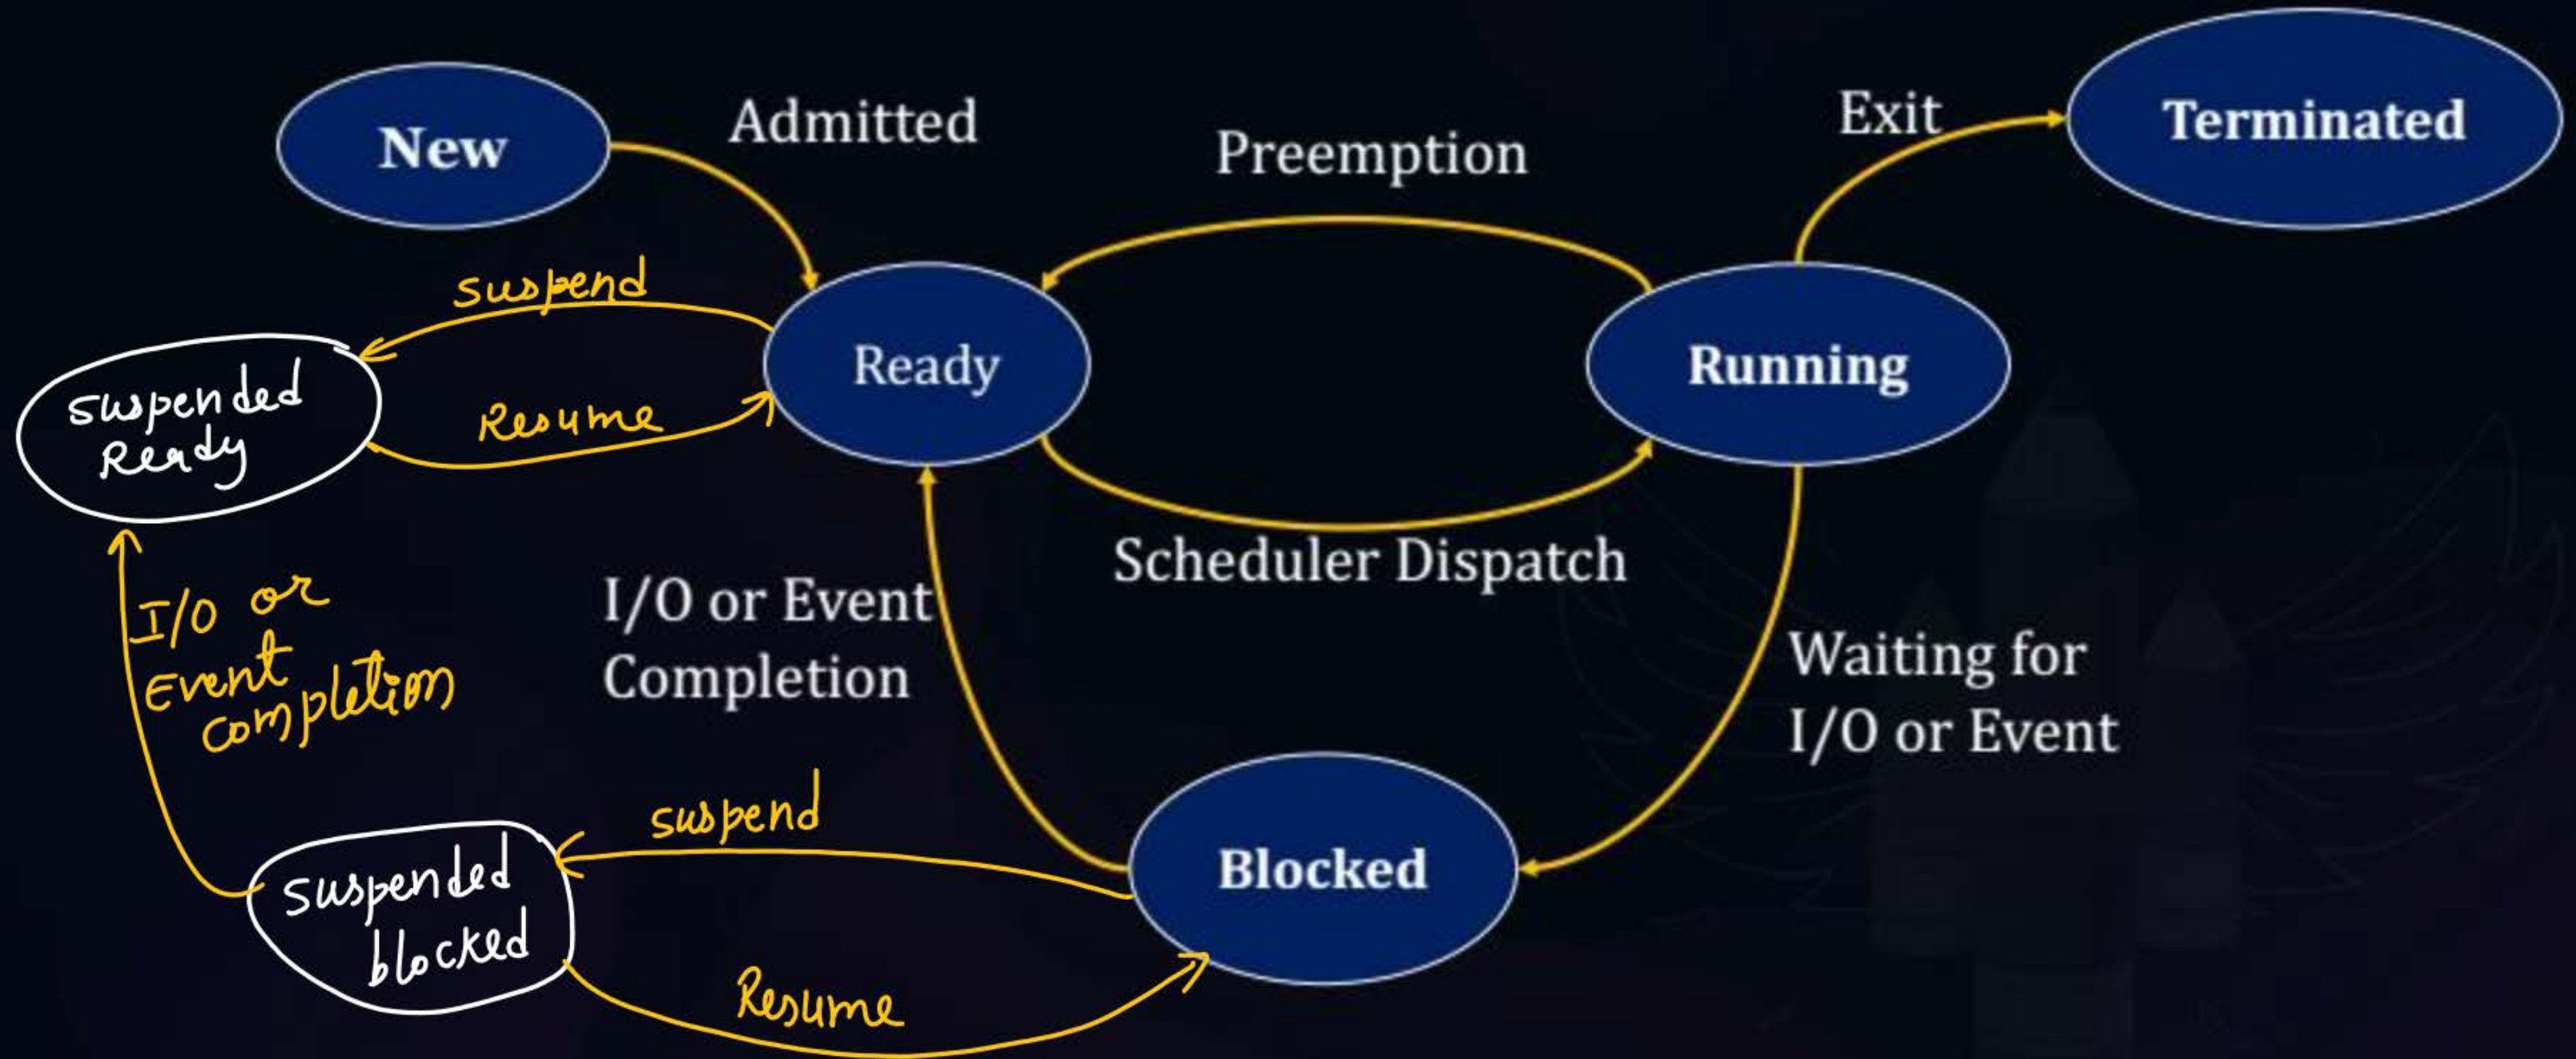 New
Admitted
Preemption
Exit
Terminated
suspend
Ready
Running
suspended
Ready
Resume
Scheduler Dispatch
I/O or
Event
completion
I/O or Event
Completion
Waiting for
I/O or Event
suspend
Blocked
suspended
blocked
Resume